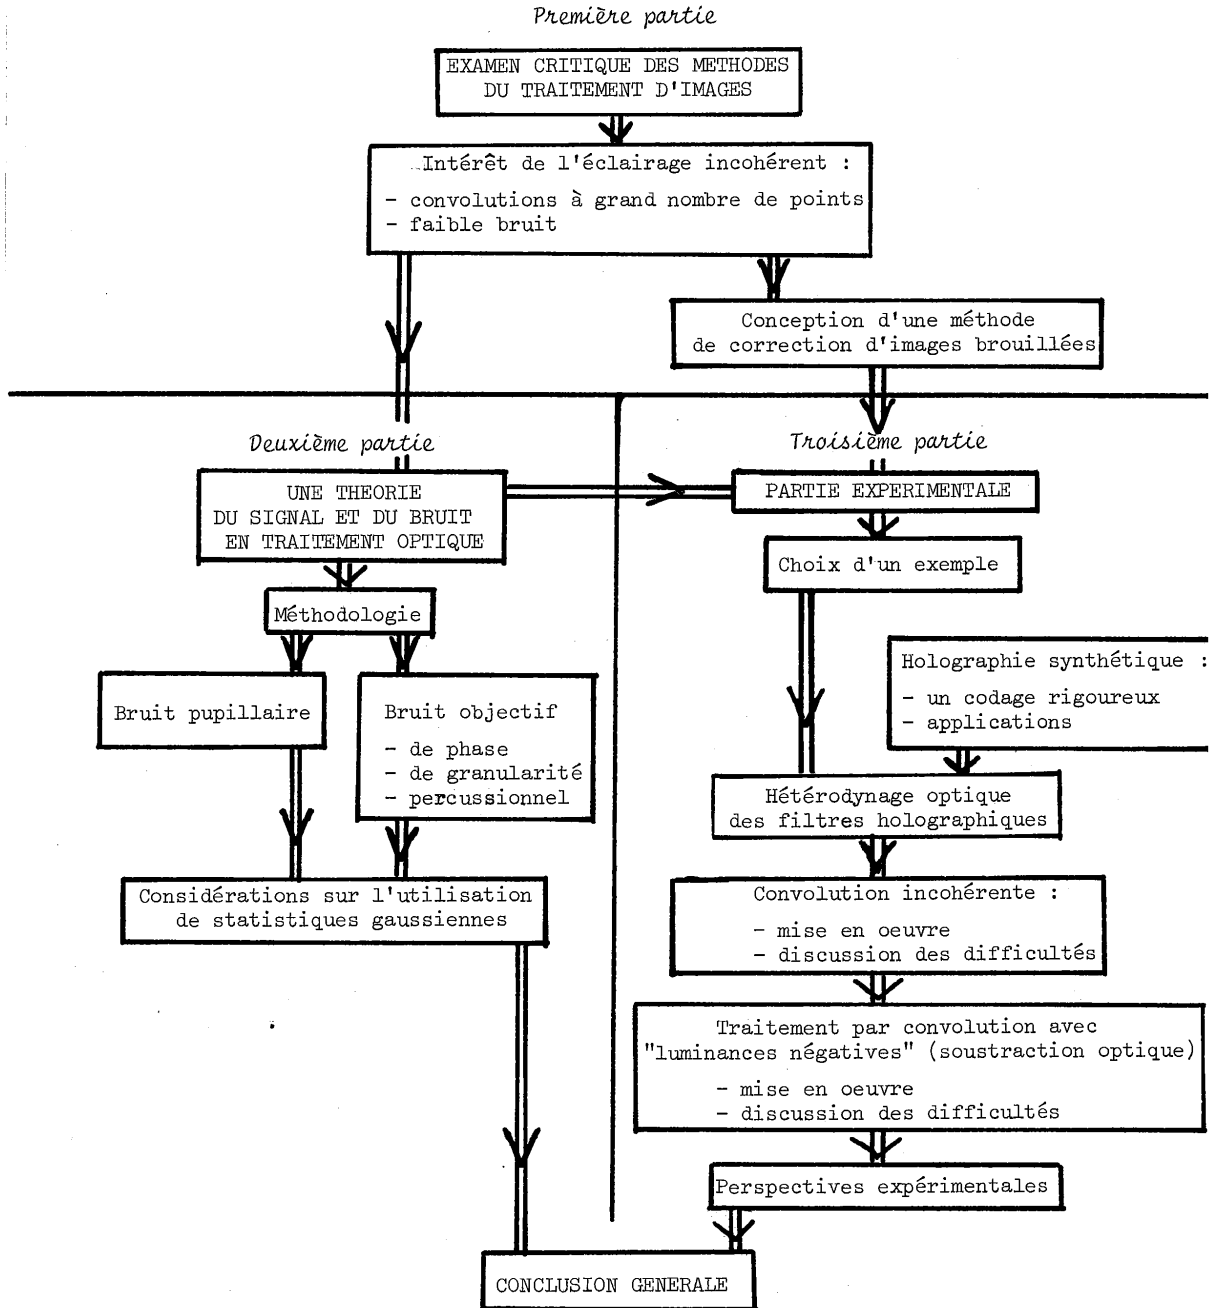 Première partie
EXAMEN CRITIQUE DES METHODES
DU TRAITEMENT D'IMAGES
Intérêt de l'éclairage incohérent :
- convolutions à grand nombre de points
- faible bruit
Conception d'une méthode
de correction d'images brouillées
Deuxième partie
UNE THEORIE
DU SIGNAL ET DU BRUIT
EN TRAITEMENT OPTIQUE
Méthodologie
Bruit pupillaire
Bruit objectif
- de phase
- de granularité
- percussionnel
Considérations sur l'utilisation
de statistiques gaussiennes
Troisième partie
PARTIE EXPERIMENTALE
Choix d'un exemple
Holographie synthétique :
- un codage rigoureux
- applications
Hétérodynage optique
des filtres holographiques
Convolution incohérente :
- mise en oeuvre
- discussion des difficultés
Traitement par convolution avec
"luminances négatives" (soustraction optique)
- mise en oeuvre
- discussion des difficultés
Perspectives expérimentales
CONCLUSION GENERALE